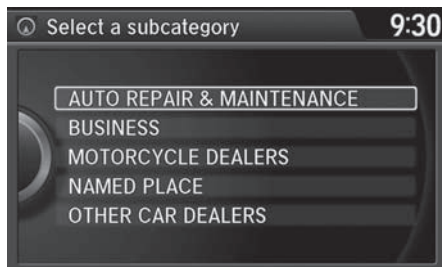 Select a subcategory 9:30
AUTO REPAIR & MAINTENANCE
BUSINESS
MOTORCYCLE DEALERS
NAMED PLACE
OTHER CAR DEALERS